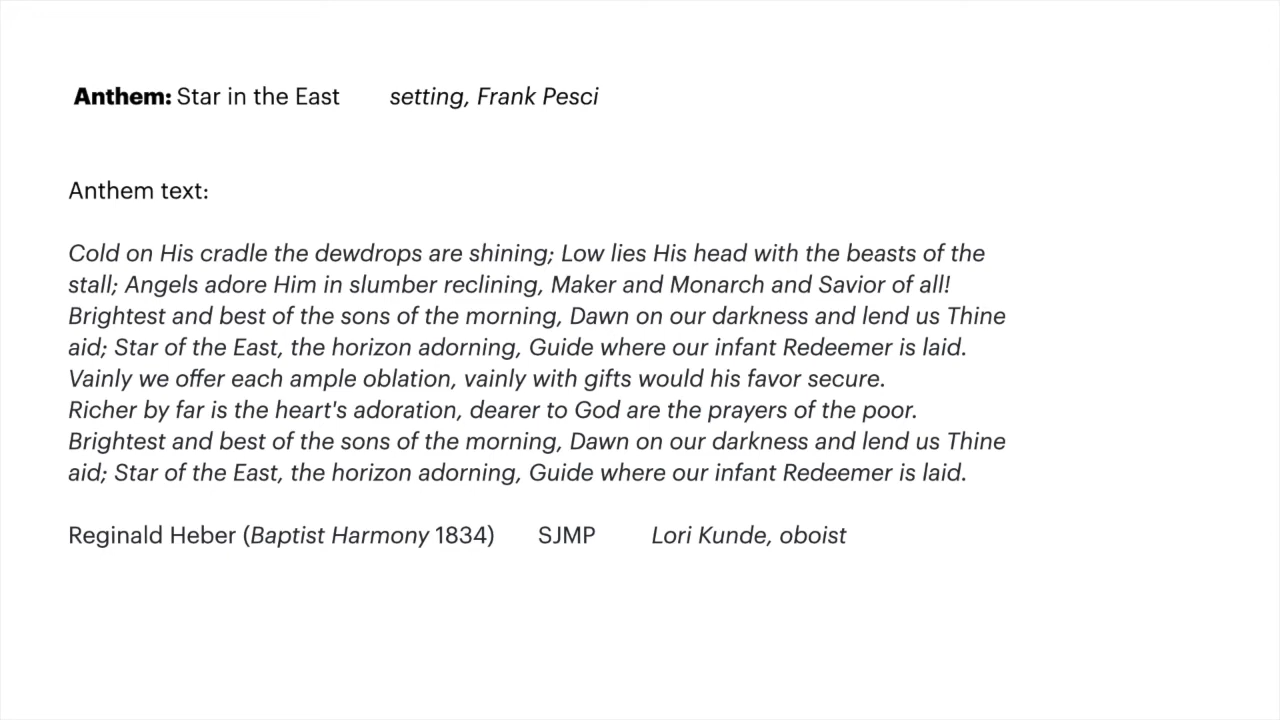 Anthem: Star in the East setting, Frank Pesci
Anthem text:
Cold on His cradle the dewdrops are shining; Low lies His head with the beasts of the
stall; Angels adore Him in slumber reclining, Maker and Monarch and Savior of all!
Brightest and best of the sons of the morning, Dawn on our darkness and lend us Thine
aid; Star of the East, the horizon adorning, Guide where our infant Redeemer is laid.
Vainly we offer each ample oblation, vainly with gifts would his favor secure.
Richer by far is the heart's adoration, dearer to God are the prayers of the poor.
Brightest and best of the sons of the morning, Dawn on our darkness and lend us Thine
aid; Star of the East, the horizon adorning, Guide where our infant Redeemer is laid.
Reginald Heber (Baptist Harmony 1834) SJMP Lori Kunde, oboist